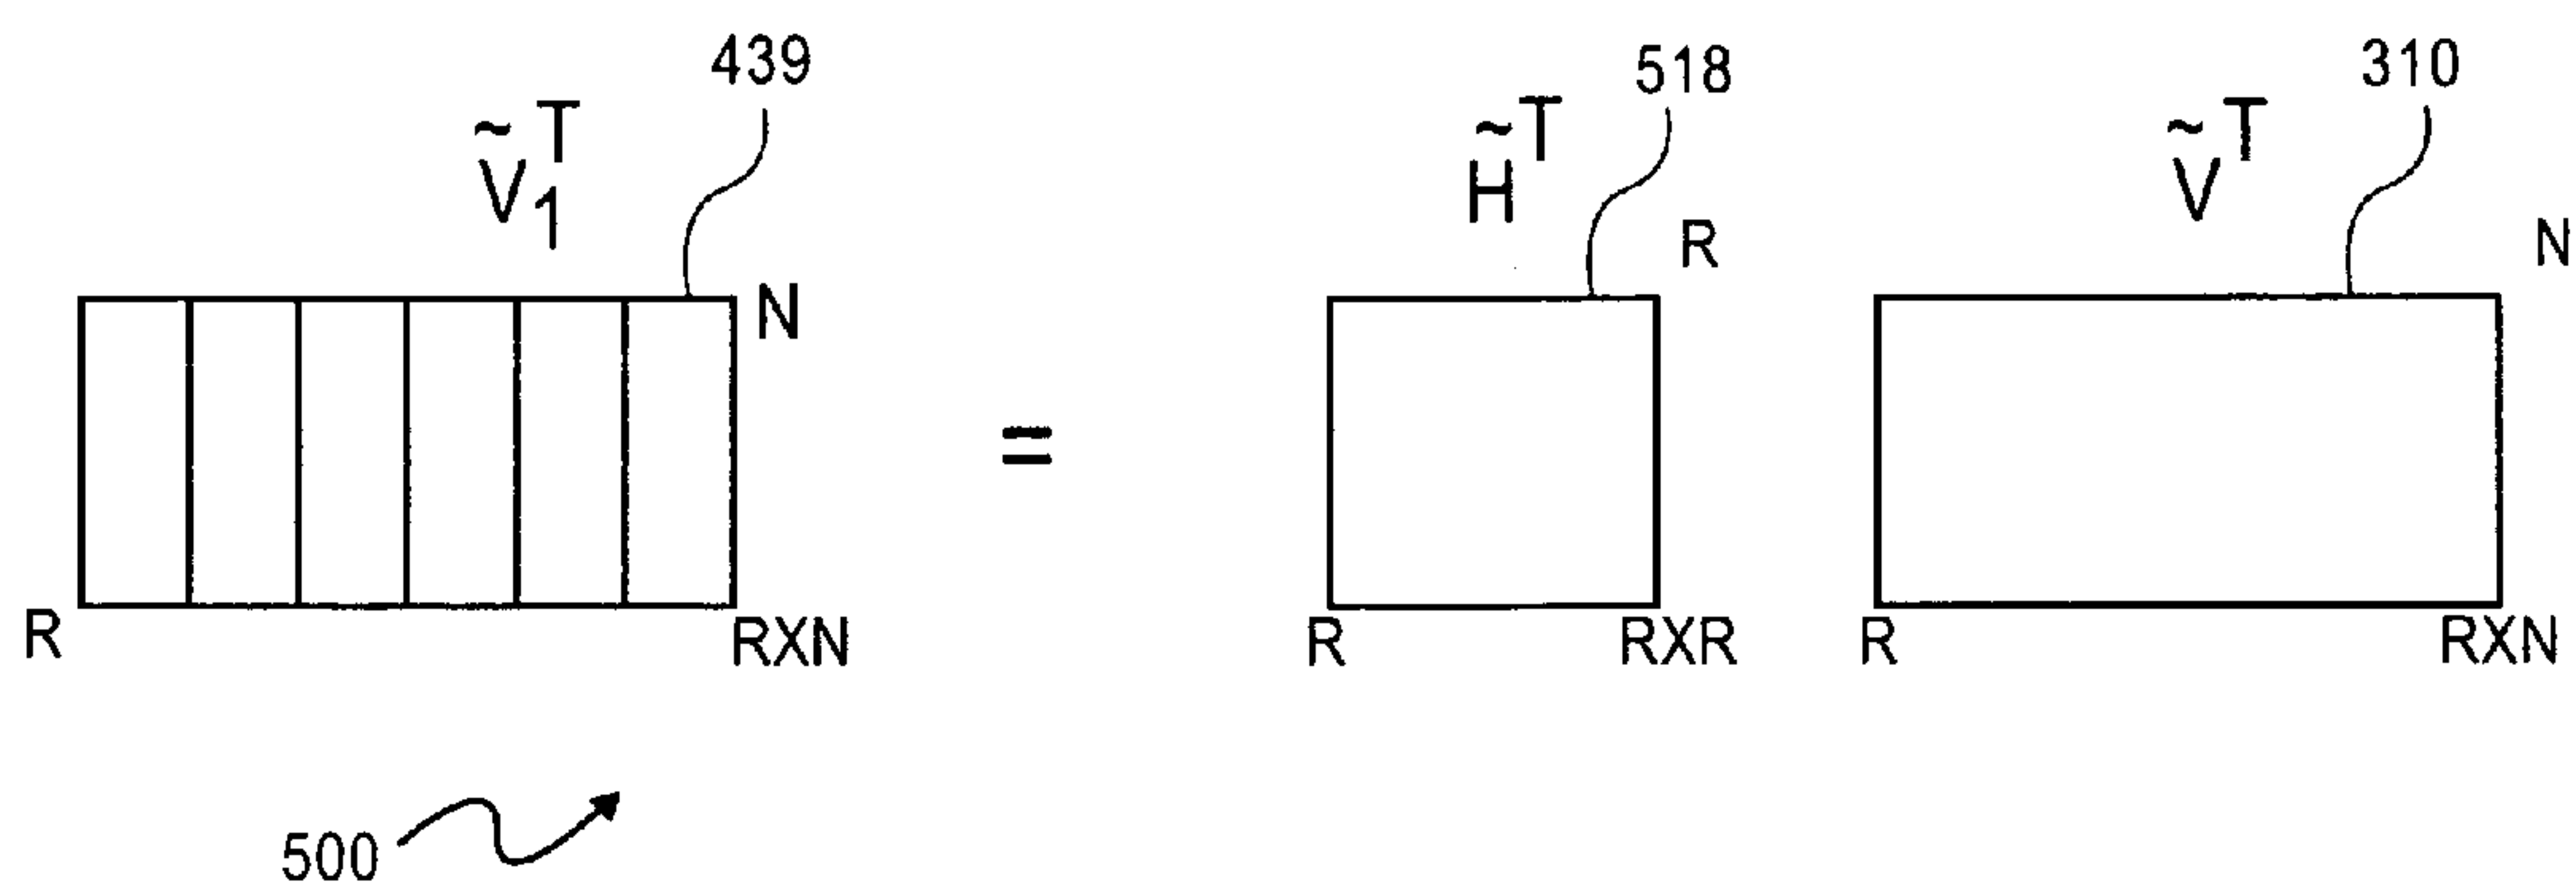 439 518 310
Ṽ₁ᵀ H̃ᵀ Ṽᵀ
N R N
=
R RXN R RXR R RXN
500